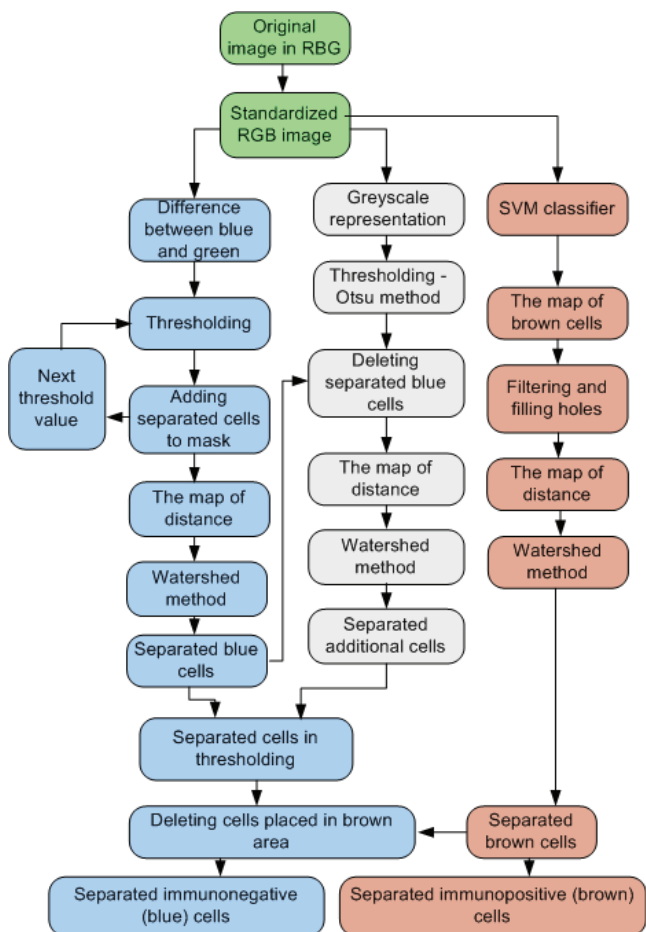 Original
image in RBG
Standardized
RGB image
Difference
between blue
and green
Greyscale
representation
SVM classifier
Thresholding -
Otsu method
The map of
brown cells
Thresholding
Next
threshold
value
Deleting
separated blue
cells
Filtering and
filling holes
Adding
separated cells
to mask
The map of
distance
The map of
distance
The map of
distance
Watershed
method
Watershed
method
Watershed
method
Separated blue
cells
Separated
additional cells
Separated cells in
thresholding
Deleting cells placed in brown
area
Separated
brown cells
Separated immunonegative
(blue) cells
Separated immunopositive (brown)
cells